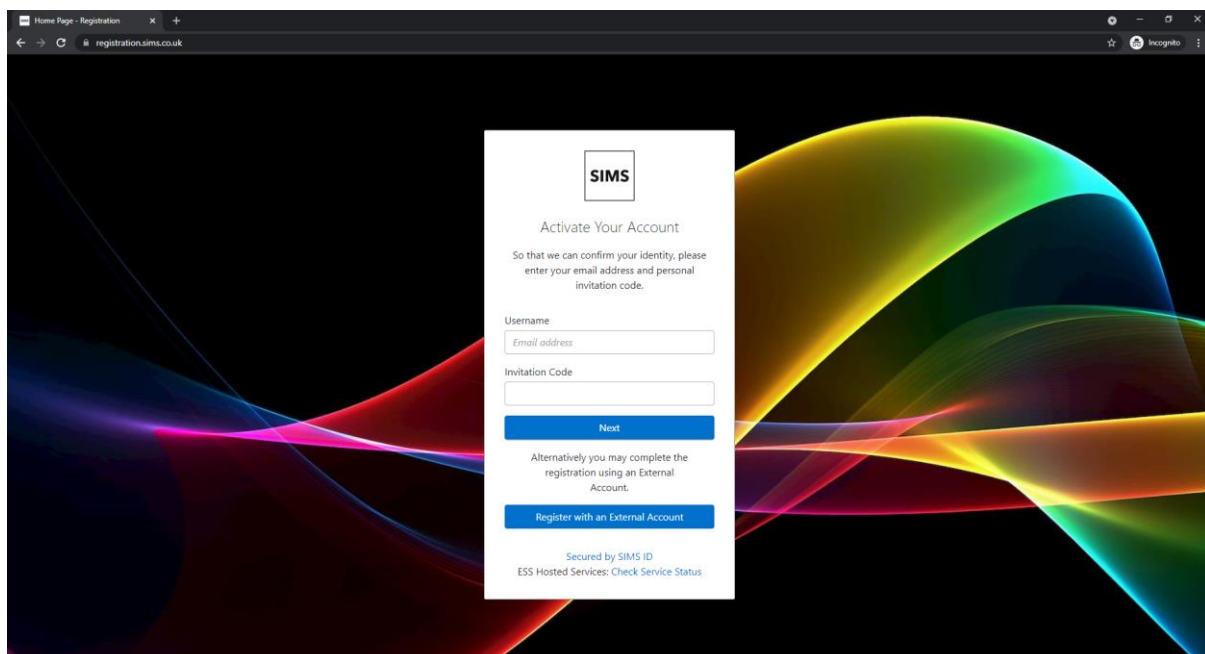 Home Page - Registration
registration.sims.co.uk
Incognito
SIMS
Activate Your Account
So that we can confirm your identity, please
enter your email address and personal
invitation code.
Username
Email address
Invitation Code
Next
Alternatively you may complete the
registration using an External
Account.
Register with an External Account
Secured by SIMS ID
ESS Hosted Services: Check Service Status